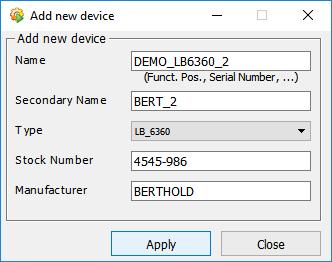 Add new device
Add new device
Name DEMO_LB6360_2
(Funct. Pos., Serial Number, ...)
Secondary Name BERT_2
Type LB_6360
Stock Number 4545-986
Manufacturer BERTHOLD
Apply Close